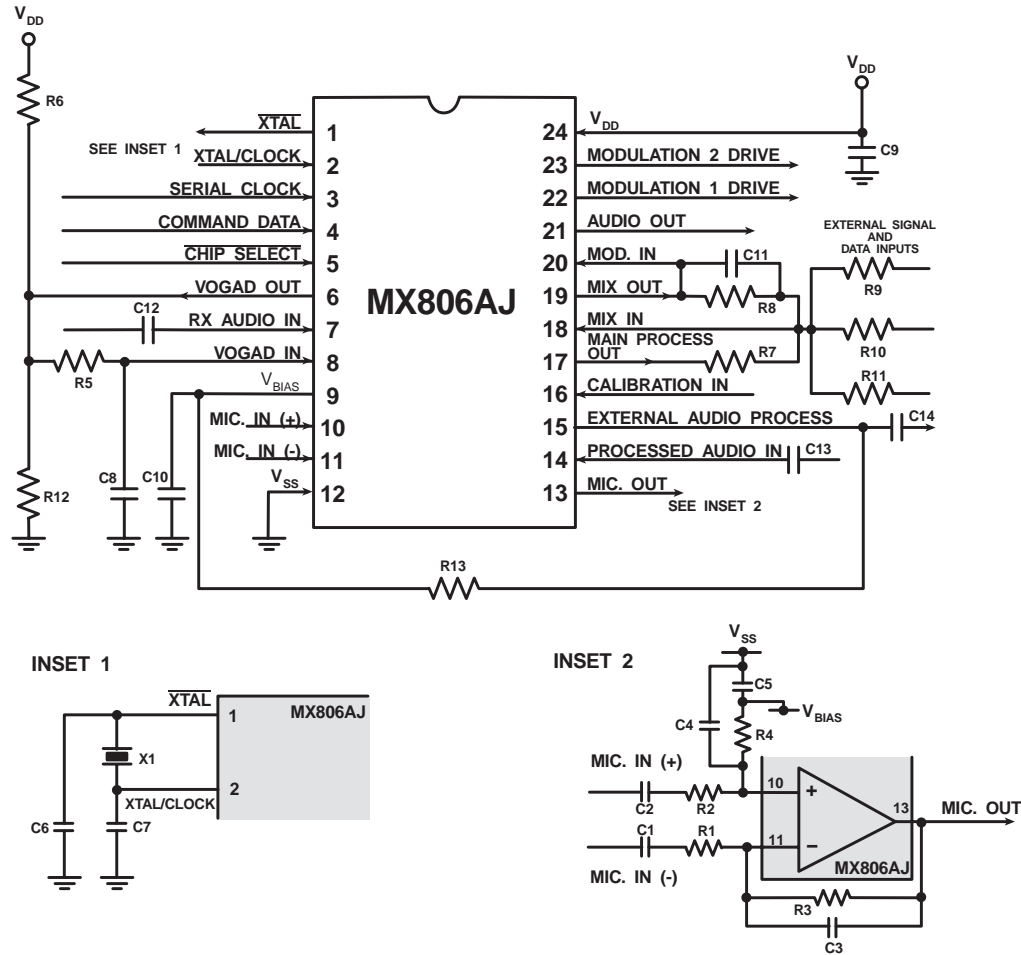 VDD
R6
XTAL
1
SEE INSET 1
XTAL/CLOCK
2
SERIAL CLOCK
3
COMMAND DATA
4
CHIP SELECT
5
VOGAD OUT
6
C12
RX AUDIO IN
7
VOGAD IN
8
R5
VBIAS
9
MIC. IN (+)
10
MIC. IN (-)
11
VSS
12
C8
C10
R12
MX806AJ
VDD
24
VDD
C9
23
MODULATION 2 DRIVE
22
MODULATION 1 DRIVE
21
AUDIO OUT
EXTERNAL SIGNAL
AND
DATA INPUTS
20
MOD. IN
C11
R9
19
MIX OUT
R8
18
MIX IN
R10
17
MAIN PROCESS
OUT
R7
R11
16
CALIBRATION IN
15
EXTERNAL AUDIO PROCESS
C14
14
PROCESSED AUDIO IN
C13
13
MIC. OUT
SEE INSET 2
R13
INSET 1
XTAL
1
MX806AJ
X1
2
XTAL/CLOCK
C6
C7
INSET 2
VSS
C5
VBIAS
C4
R4
MIC. IN (+)
C2
R2
10
+
13
MIC. OUT
C1
R1
11
–
MIC. IN (-)
MX806AJ
R3
C3